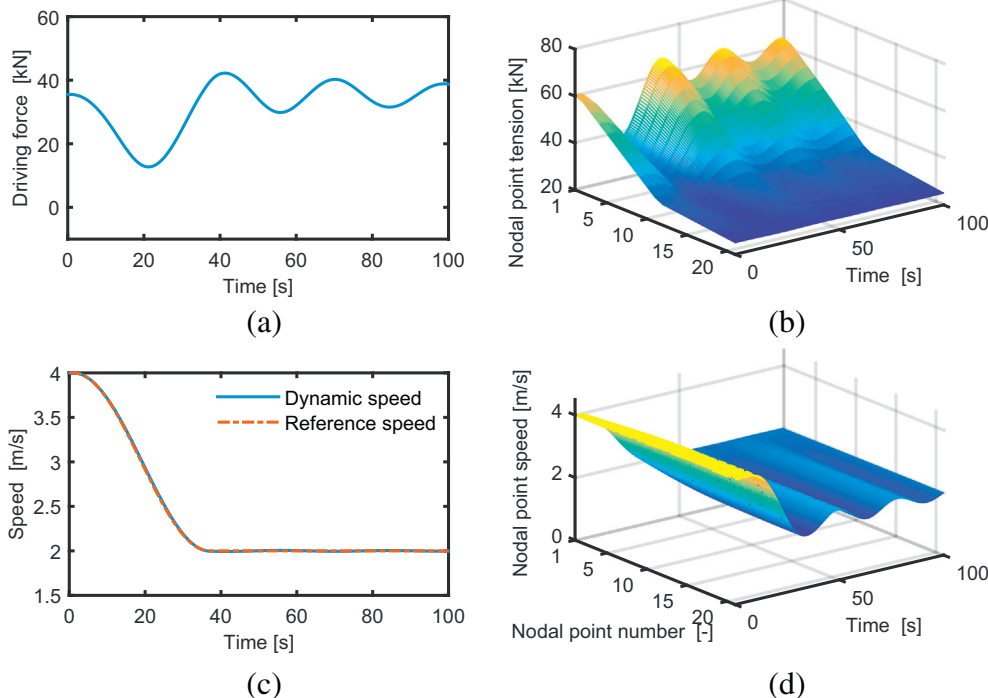 60
40
20
0
Driving force [kN]
0 20 40 60 80 100
Time [s]
(a)
80
60
40
20
Nodal point tension [kN]
1 5 10 15 20
0 50 100
Time [s]
(b)
4
3.5
3
2.5
2
1.5
Speed [m/s]
Dynamic speed
Reference speed
0 20 40 60 80 100
Time [s]
(c)
4
2
0
Nodal point speed [m/s]
1 5 10 15 20
0 50 100
Nodal point number [-]
Time [s]
(d)